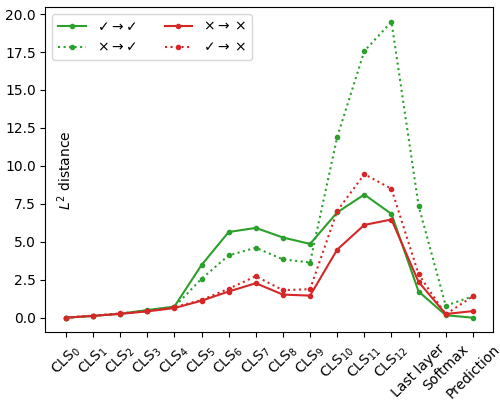 20.0
17.5
15.0
12.5
10.0
7.5
5.0
2.5
0.0
L² distance
✓→✓
×→✓
×→×
✓→×
CLS₀
CLS₁
CLS₂
CLS₃
CLS₄
CLS₅
CLS₆
CLS₇
CLS₈
CLS₉
CLS₁₀
CLS₁₁
CLS₁₂
Last layer
Softmax
Prediction